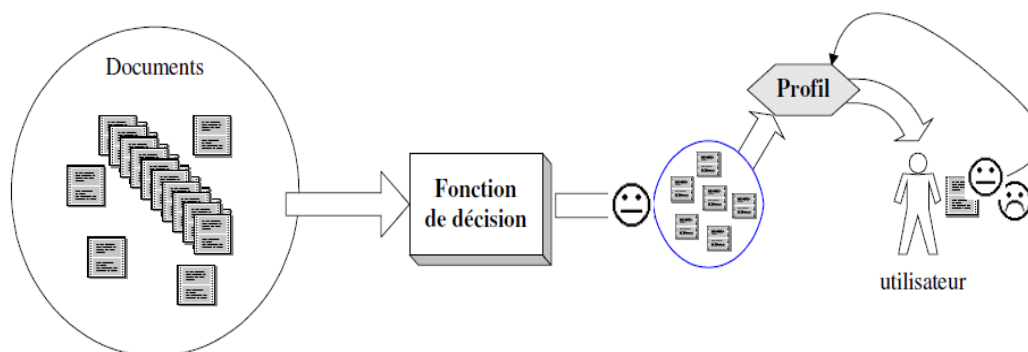 Documents
Fonction
de décision
Profil
utilisateur